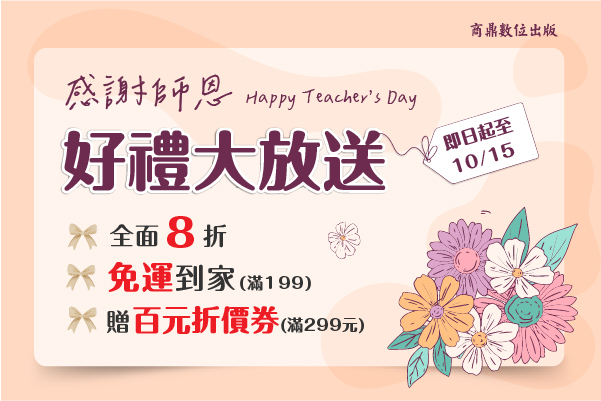 商鼎數位出版
感謝師恩 Happy Teacher's Day
好禮大放送
即日起至
10/15
全面8折
免運到家(滿199)
贈百元折價券(滿299元)